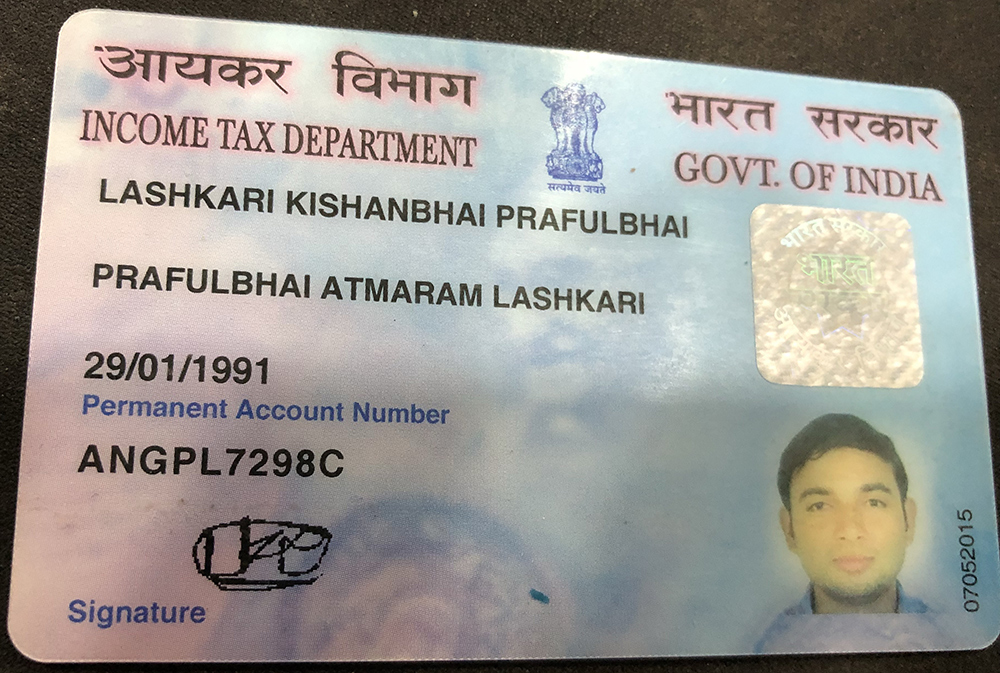 आयकर विभाग
INCOME TAX DEPARTMENT
सत्यमेव जयते
भारत सरकार
GOVT. OF INDIA
LASHKARI KISHANBHAI PRAFULBHAI
PRAFULBHAI ATMARAM LASHKARI
29/01/1991
Permanent Account Number
ANGPL7298C
Signature
भारत सरकार
भारत
07052015